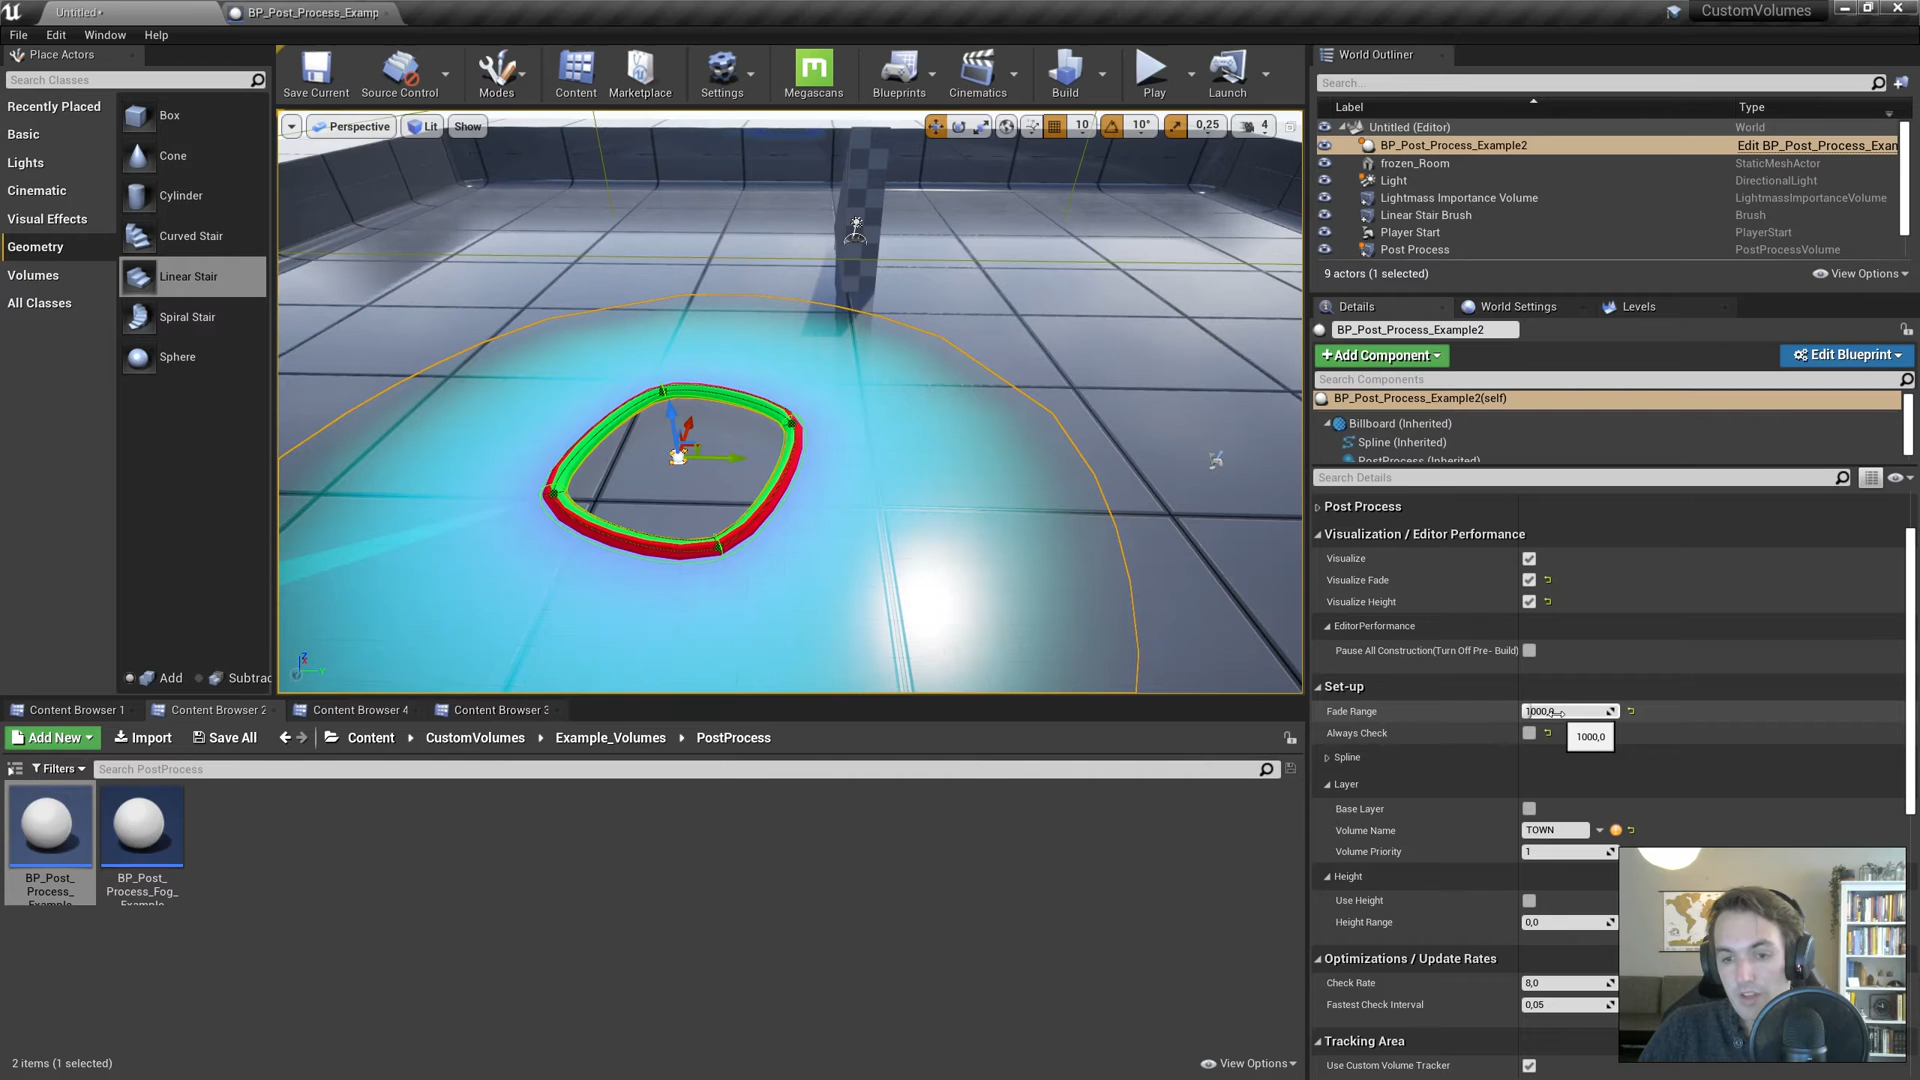 Untitled*
BP_Post_Process_Examp
CustomVolumes
File
Edit
Window
Help
Place Actors
Search Classes
Recently Placed
Basic
Lights
Cinematic
Visual Effects
Geometry
Volumes
All Classes
Box
Cone
Cylinder
Curved Stair
Linear Stair
Spiral Stair
Sphere
Add
Subtrac
Save Current
Source Control
Modes
Content
Marketplace
Settings
Megascans
Blueprints
Cinematics
Build
Play
Launch
Perspective
Lit
Show
10
10°
0,25
4
World Outliner
Search...
Label
Type
Untitled (Editor)
World
BP_Post_Process_Example2
Edit BP_Post_Process_Exan
frozen_Room
StaticMeshActor
Light
DirectionalLight
Lightmass Importance Volume
LightmassImportanceVolume
Linear Stair Brush
Brush
Player Start
PlayerStart
Post Process
PostProcessVolume
9 actors (1 selected)
View Options
Details
World Settings
Levels
BP_Post_Process_Example2
+Add Component
Edit Blueprint
Search Components
BP_Post_Process_Example2(self)
Billboard (Inherited)
Spline (Inherited)
PostProcess (Inherited)
Search Details
Post Process
Visualization / Editor Performance
Visualize
Visualize Fade
Visualize Height
EditorPerformance
Pause All Construction(Turn Off Pre- Build)
Set-up
Fade Range
1000,0
Always Check
1000,0
Spline
Layer
Base Layer
Volume Name
TOWN
Volume Priority
1
Height
Use Height
Height Range
0,0
Optimizations / Update Rates
Check Rate
8,0
Fastest Check Interval
0,05
Tracking Area
Use Custom Volume Tracker
Content Browser 1
Content Browser 2
Content Browser 4
Content Browser 3
Add New
Import
Save All
Content
CustomVolumes
Example_Volumes
PostProcess
Filters
Search PostProcess
BP_Post_
Process_
Example
BP_Post_
Process_Fog_
Example
2 items (1 selected)
View Options